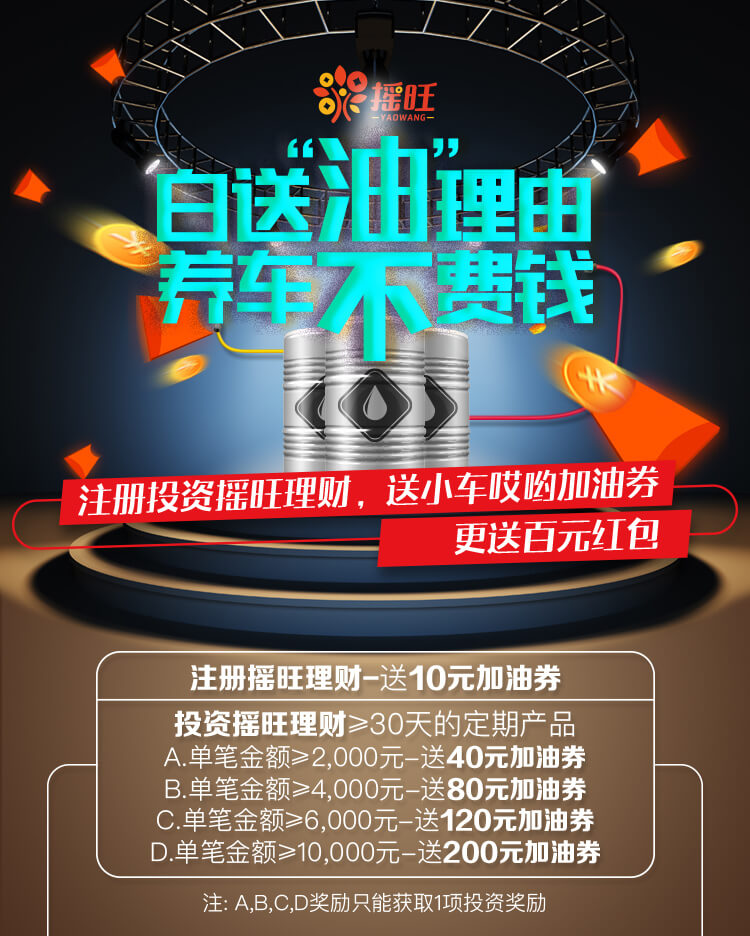 摇旺
YAOWANG
白送“油”理由
养车不费钱
注册投资摇旺理财，送小车哎哟加油券
更送百元红包
注册摇旺理财-送10元加油券
投资摇旺理财≥30天的定期产品
A.单笔金额≥2,000元-送40元加油券
B.单笔金额≥4,000元-送80元加油券
C.单笔金额≥6,000元-送120元加油券
D.单笔金额≥10,000元-送200元加油券
注: A,B,C,D奖励只能获取1项投资奖励